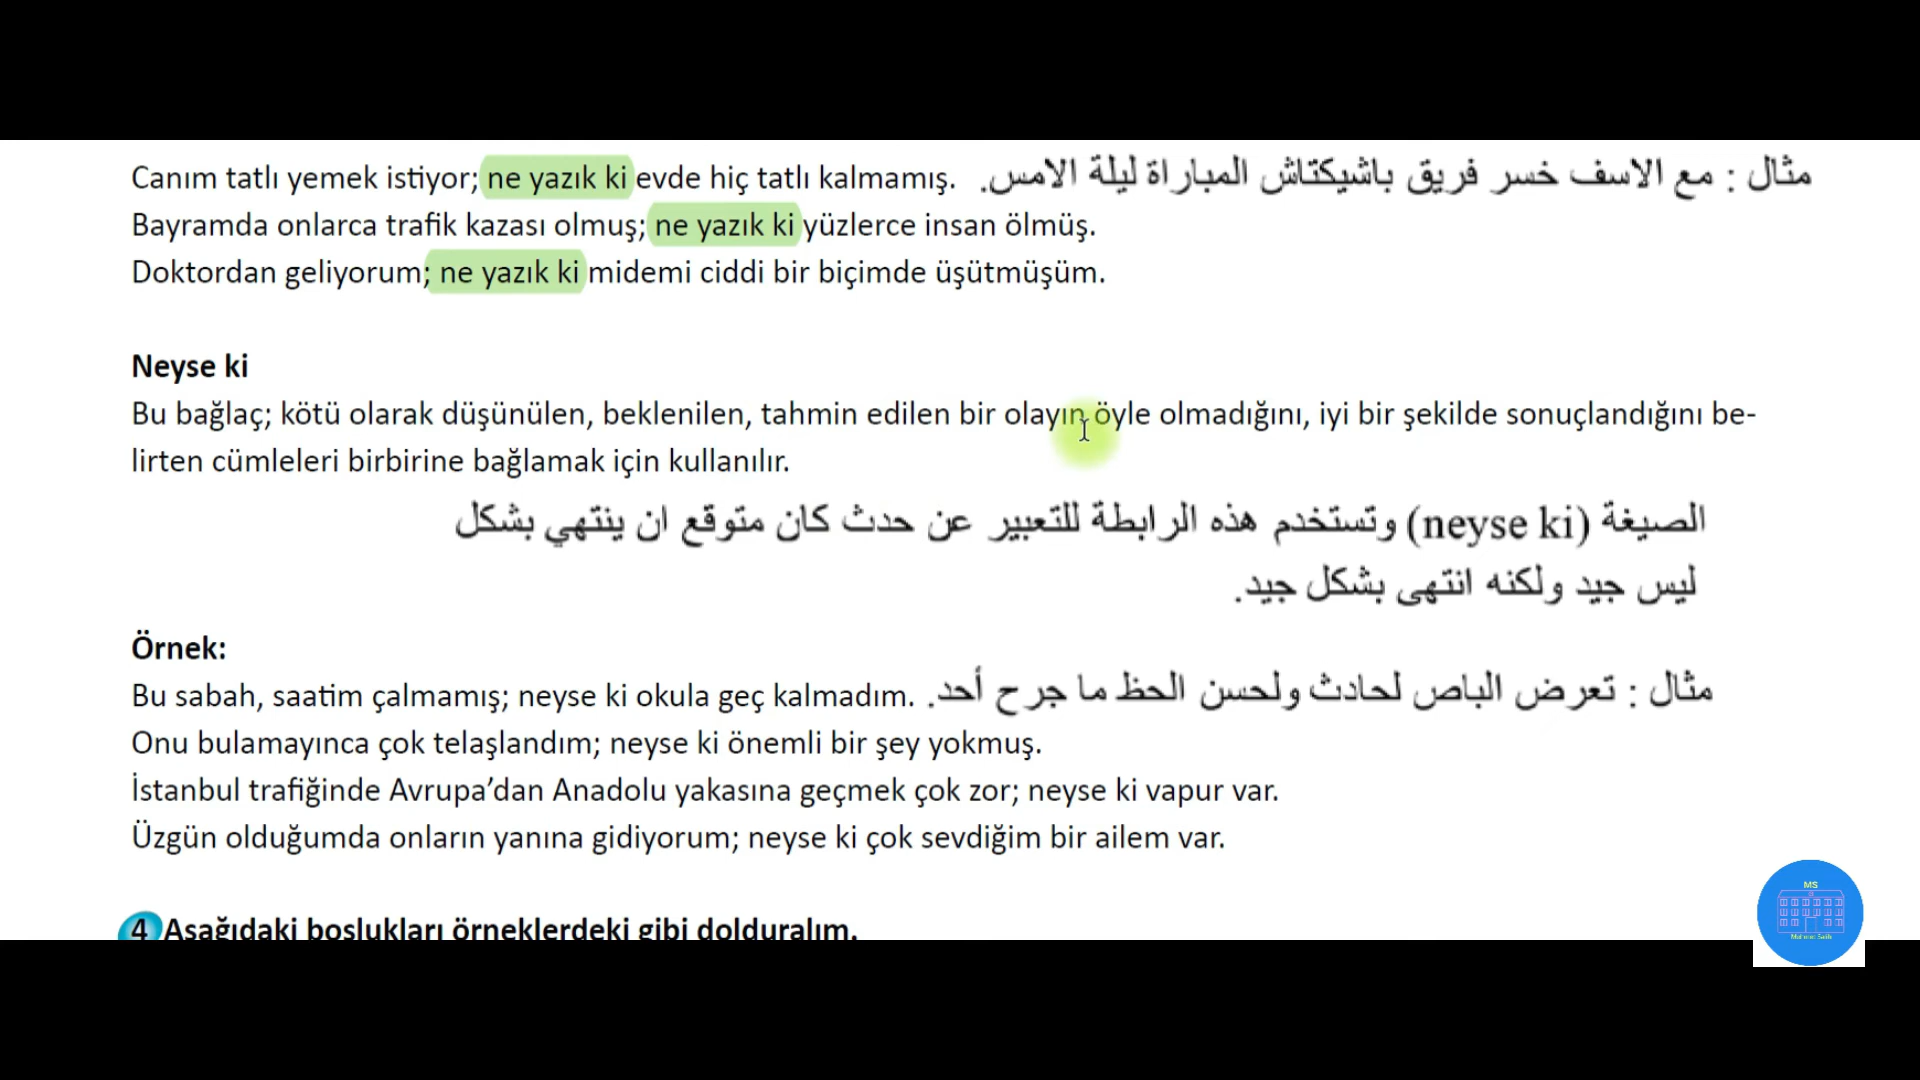 Canım tatlı yemek istiyor; ne yazık ki evde hiç tatlı kalmamış. مثال : مع الاسف خسر فريق باشيكتاش المباراة ليلة الامس.
Bayramda onlarca trafik kazası olmuş; ne yazık ki yüzlerce insan ölmüş.
Doktordan geliyorum; ne yazık ki midemi ciddi bir biçimde üşütmüşüm.
Neyse ki
Bu bağlaç; kötü olarak düşünülen, beklenilen, tahmin edilen bir olayın öyle olmadığını, iyi bir şekilde sonuçlandığını be-
lirten cümleleri birbirine bağlamak için kullanılır.
الصيغة (neyse ki) وتستخدم هذه الرابطة للتعبير عن حدث كان متوقع ان ينتهي بشكل
ليس جيد ولكنه انتهى بشكل جيد.
Örnek:
Bu sabah, saatim çalmamış; neyse ki okula geç kalmadım. مثال : تعرض الباص لحادث ولحسن الحظ ما جرح أحد.
Onu bulamayınca çok telaşlandım; neyse ki önemli bir şey yokmuş.
İstanbul trafiğinde Avrupa’dan Anadolu yakasına geçmek çok zor; neyse ki vapur var.
Üzgün olduğumda onların yanına gidiyorum; neyse ki çok sevdiğim bir ailem var.
4 Aşağıdaki boşlukları örneklerdeki gibi dolduralım.
MS